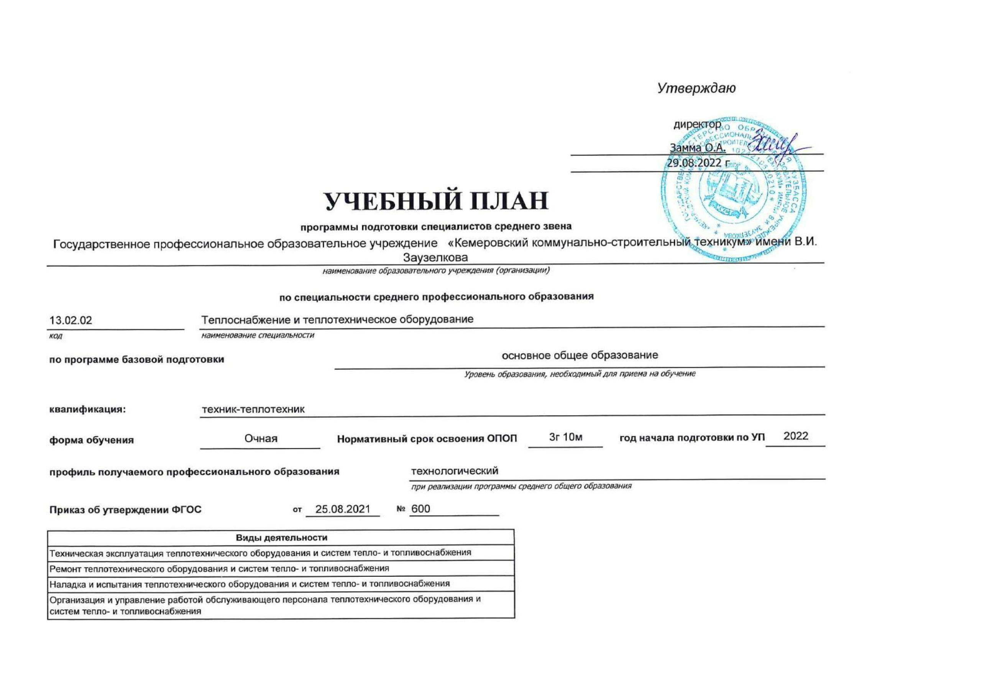 Утверждаю
директор
Замма О.А.
29.08.2022 г
УЧЕБНЫЙ ПЛАН
программы подготовки специалистов среднего звена
Государственное профессиональное образовательное учреждение «Кемеровский коммунально-строительный техникум» имени В.И.
Заузелкова
наименование образовательного учреждения (организации)
по специальности среднего профессионального образования
13.02.02 Теплоснабжение и теплотехническое оборудование
код наименование специальности
по программе базовой подготовки основное общее образование
Уровень образования, необходимый для приема на обучение
квалификация: техник-теплотехник
форма обучения Очная Нормативный срок освоения ОПОП 3г 10м год начала подготовки по УП 2022
профиль получаемого профессионального образования технологический
при реализации программы среднего общего образования
Приказ об утверждении ФГОС от 25.08.2021 № 600
Виды деятельности
Техническая эксплуатация теплотехнического оборудования и систем тепло- и топливоснабжения
Ремонт теплотехнического оборудования и систем тепло- и топливоснабжения
Наладка и испытания теплотехнического оборудования и систем тепло- и топливоснабжения
Организация и управление работой обслуживающего персонала теплотехнического оборудования и
систем тепло- и топливоснабжения